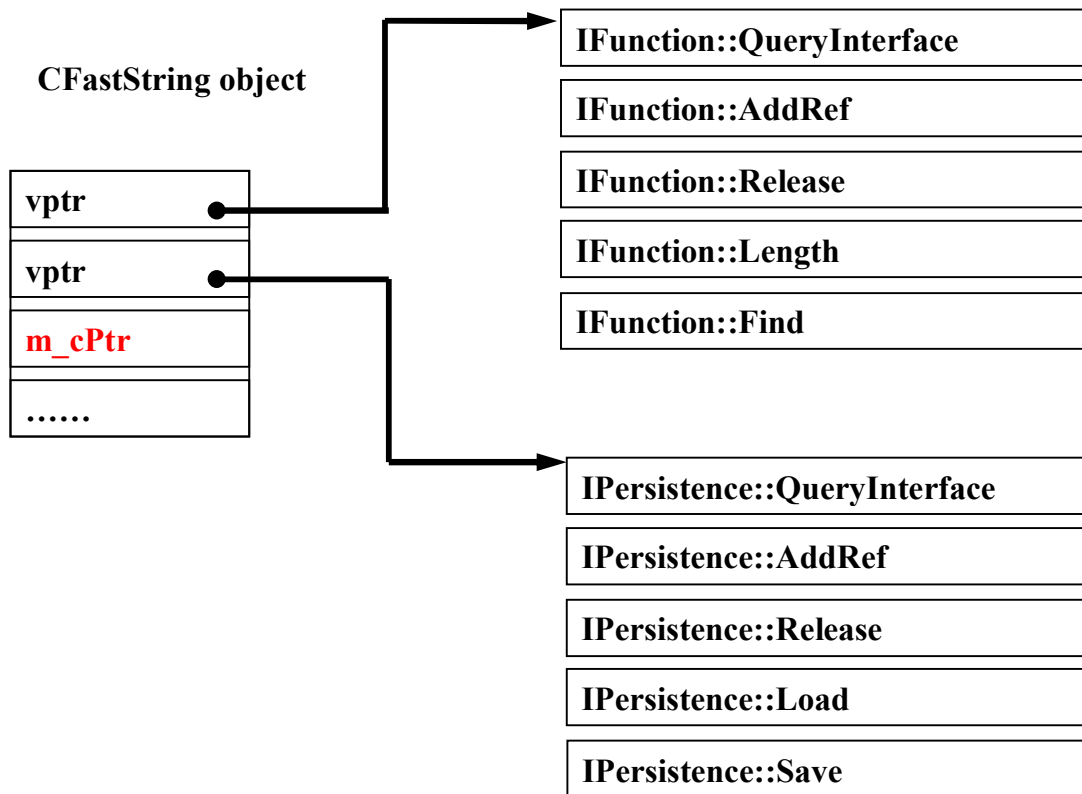 CFastString object
vptr
vptr
m_cPtr
……
IFunction::QueryInterface
IFunction::AddRef
IFunction::Release
IFunction::Length
IFunction::Find
IPersistence::QueryInterface
IPersistence::AddRef
IPersistence::Release
IPersistence::Load
IPersistence::Save